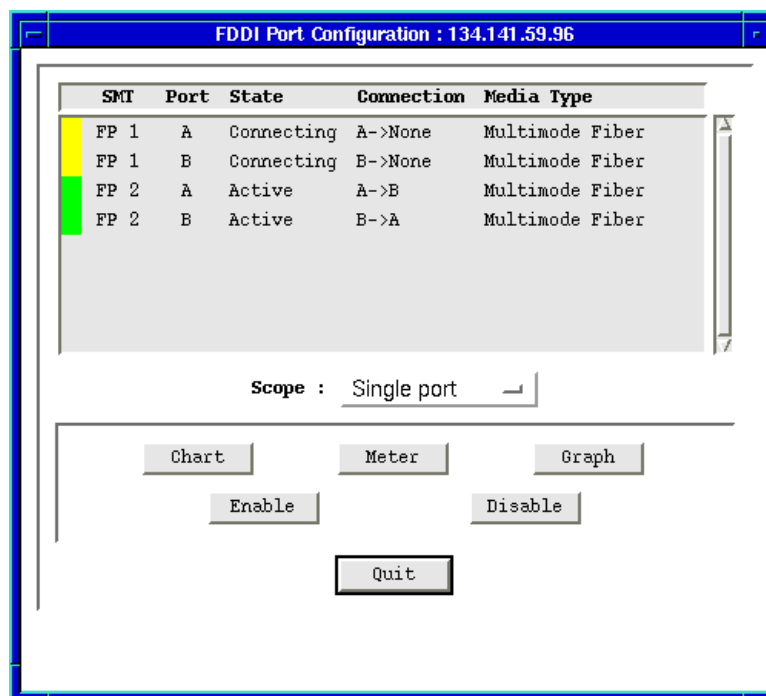 FDDI Port Configuration : 134.141.59.96
SMT Port State Connection Media Type
FP 1 A Connecting A->None Multimode Fiber
FP 1 B Connecting B->None Multimode Fiber
FP 2 A Active A->B Multimode Fiber
FP 2 B Active B->A Multimode Fiber
Scope : Single port
Chart Meter Graph
Enable Disable
Quit